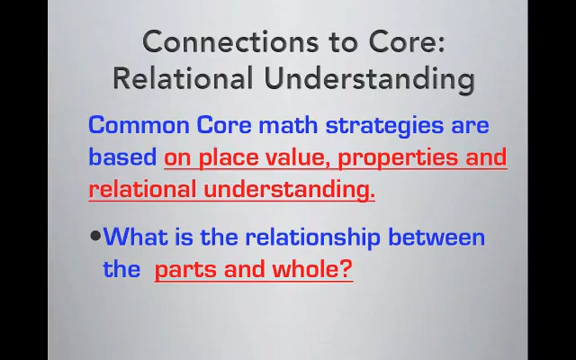 Connections to Core:
Relational Understanding
Common Core math strategies are
based on place value, properties and
relational understanding.
•What is the relationship between
the parts and whole?